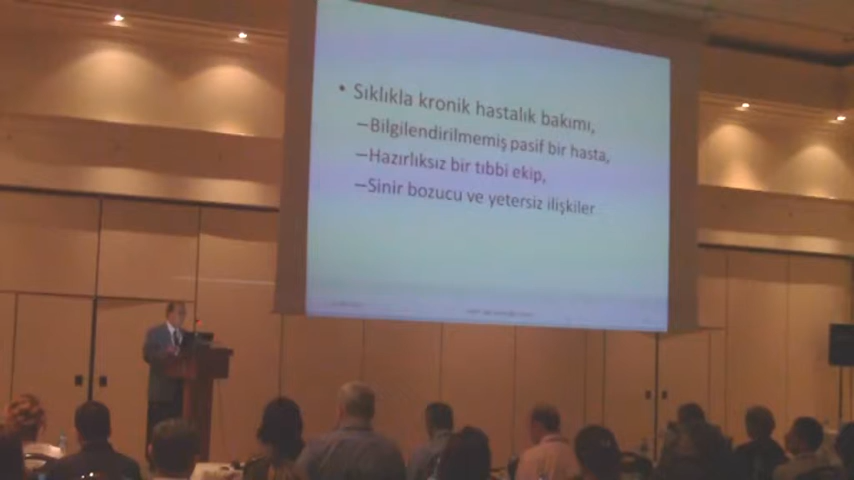 • Sıklıkla kronik hastalık bakımı,
–Bilgilendirilmemiş pasif bir hasta,
–Hazırlıksız bir tıbbi ekip,
–Sinir bozucu ve yetersiz ilişkiler